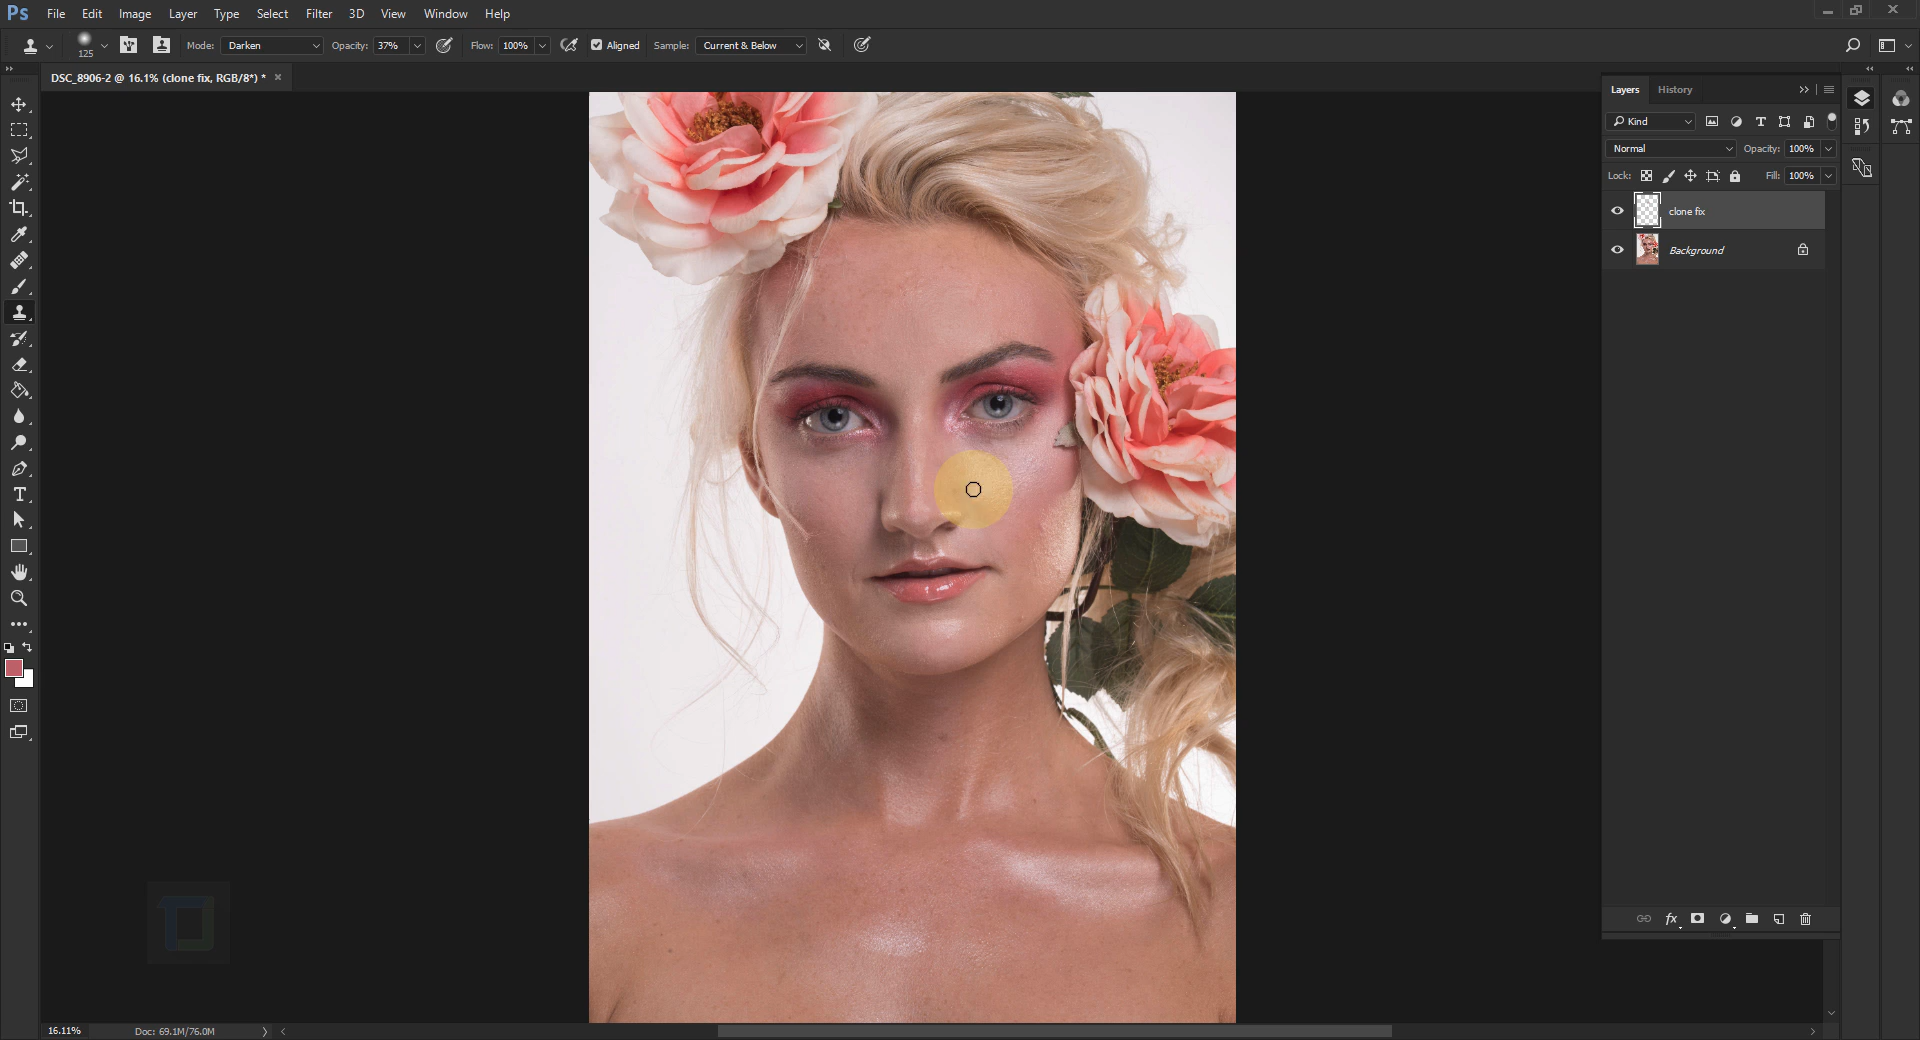 Ps File Edit Image Layer Type Select Filter 3D View Window Help
125 Mode: Darken Opacity: 37% Flow: 100% Aligned Sample: Current & Below
DSC_8906-2 @ 16.1% (clone fix, RGB/8*) * ×
Layers History
Kind
Normal Opacity: 100%
Lock: Fill: 100%
clone fix
Background
fx
16.11% Doc: 69.1M/76.0M